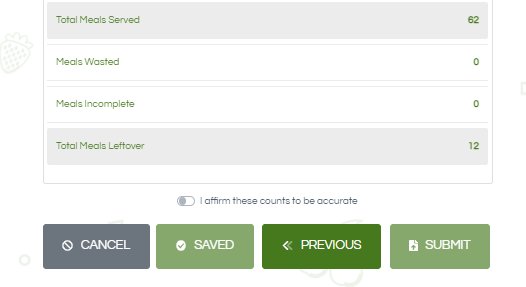 Total Meals Served 62
Meals Wasted 0
Meals Incomplete 0
Total Meals Leftover 12
I affirm these counts to be accurate
CANCEL SAVED PREVIOUS SUBMIT